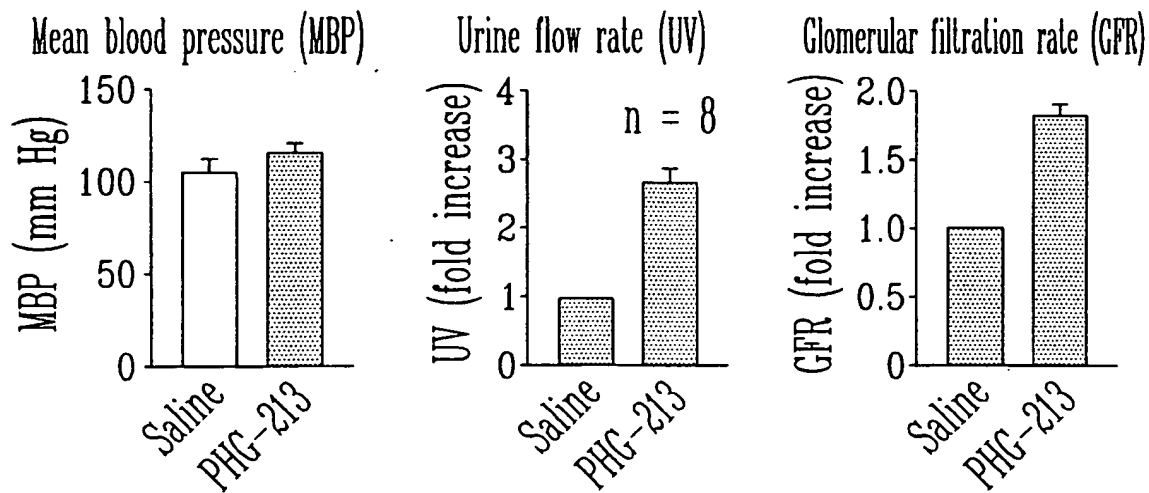 Mean blood pressure (MBP)
MBP (mm Hg)
150
100
50
0
Saline
PHG-213
Urine flow rate (UV)
UV (fold increase)
n = 8
4
3
2
1
0
Saline
PHG-213
Glomerular filtration rate (GFR)
GFR (fold increase)
2.0
1.5
1.0
0.5
0
Saline
PHG-213